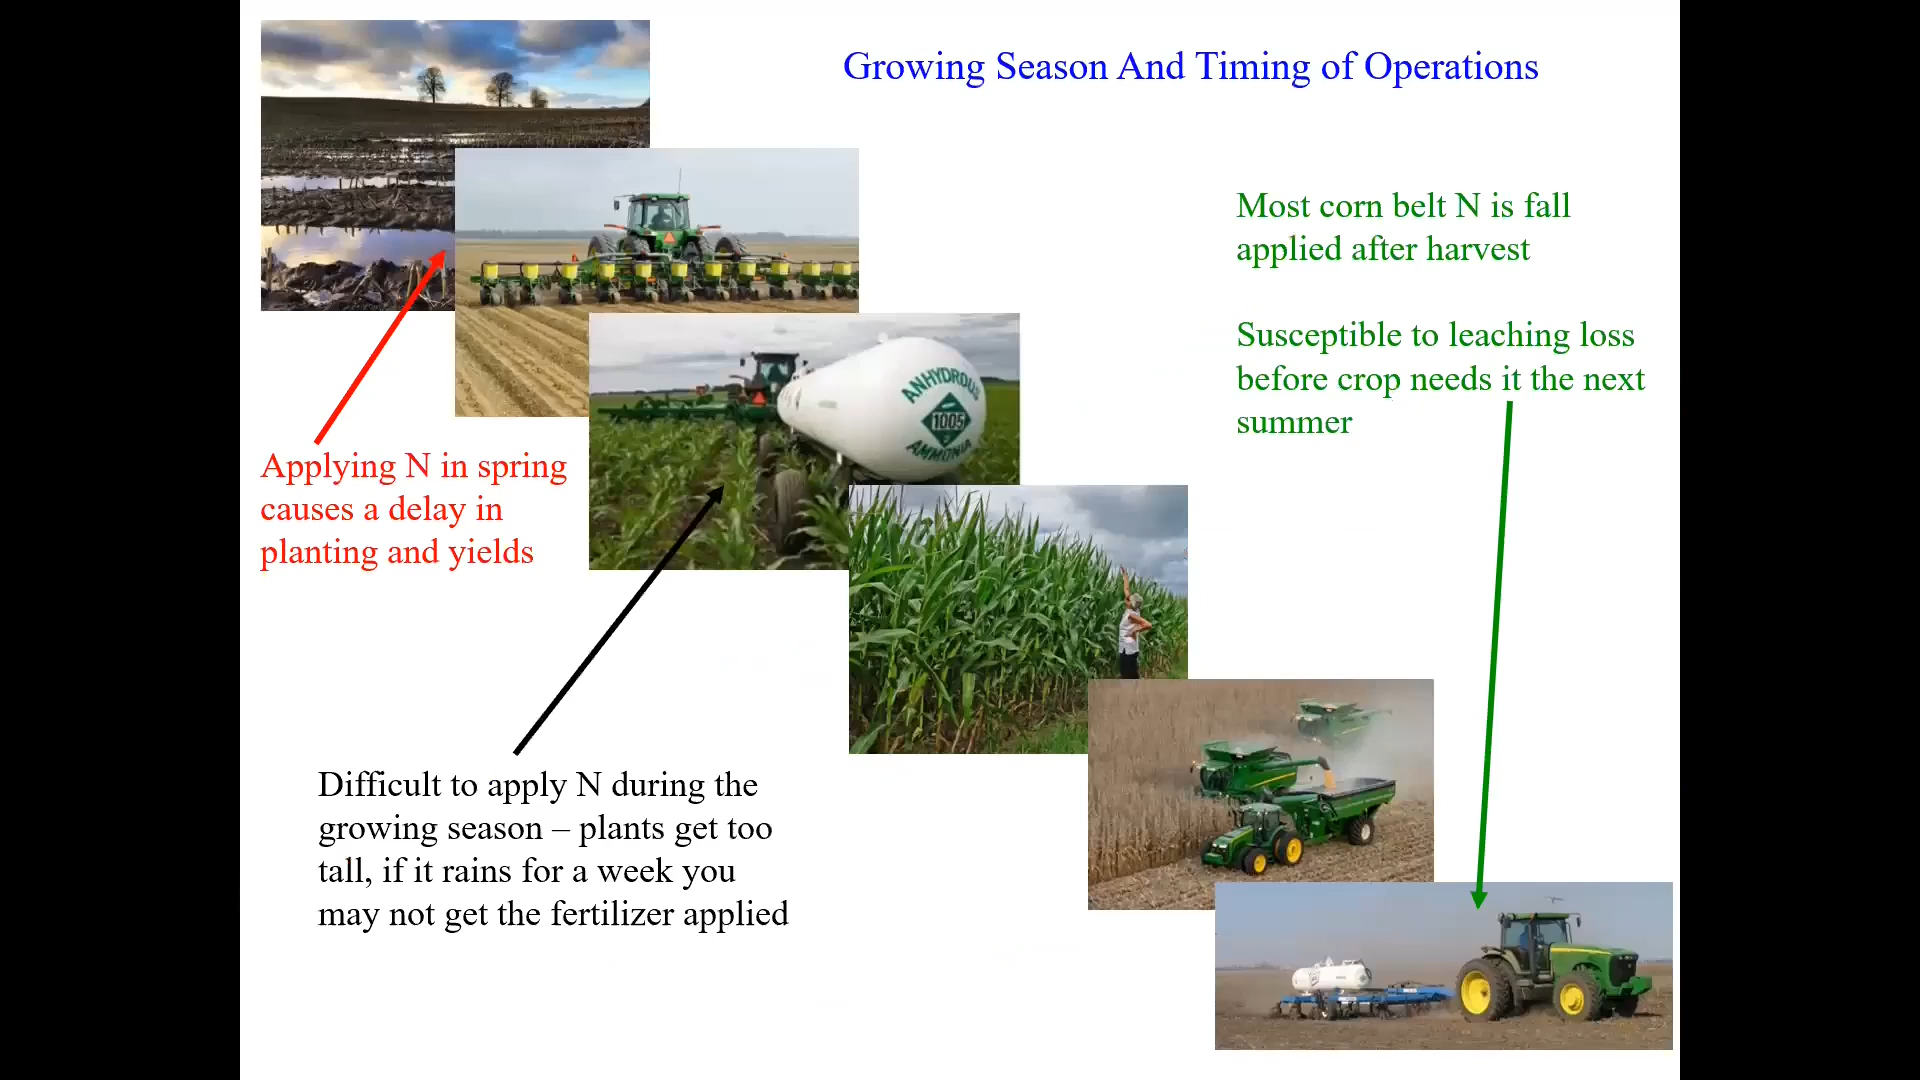 Growing Season And Timing of Operations
Most corn belt N is fall
applied after harvest
Susceptible to leaching loss
before crop needs it the next
summer
ANHYDROUS
1005
AMMONIA
Applying N in spring
causes a delay in
planting and yields
Difficult to apply N during the
growing season – plants get too
tall, if it rains for a week you
may not get the fertilizer applied